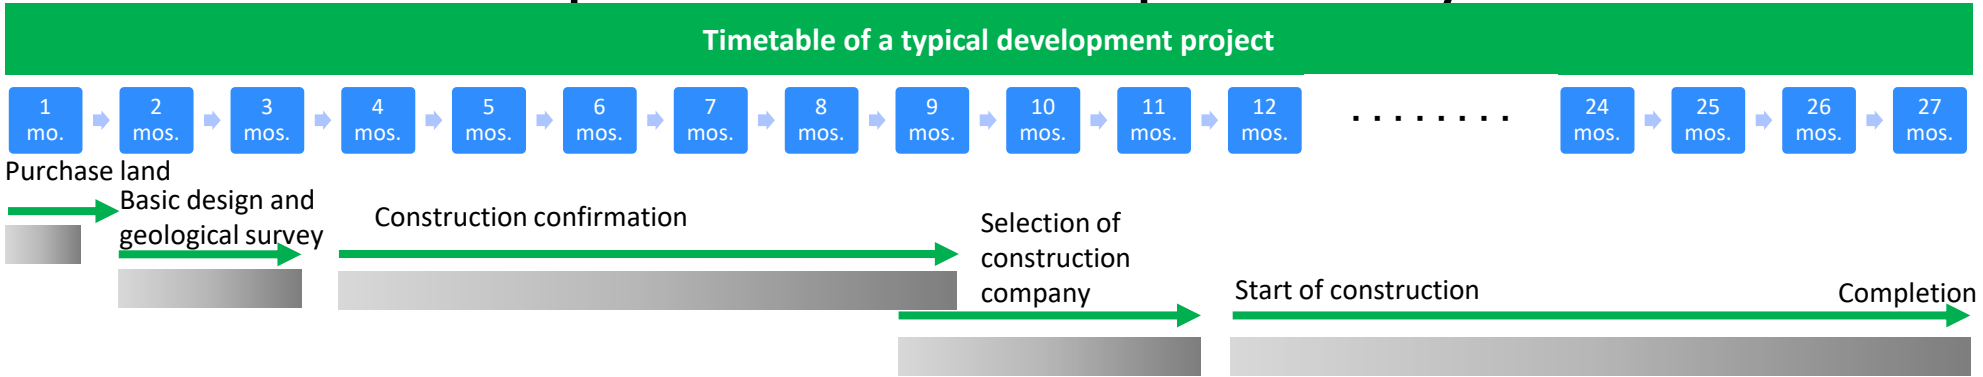 Timetable of a typical development project
1
mo.
2
mos.
3
mos.
4
mos.
5
mos.
6
mos.
7
mos.
8
mos.
9
mos.
10
mos.
11
mos.
12
mos.
. . . . . . . .
24
mos.
25
mos.
26
mos.
27
mos.
Purchase land
Basic design and
geological survey
Construction confirmation
Selection of
construction
company
Start of construction
Completion